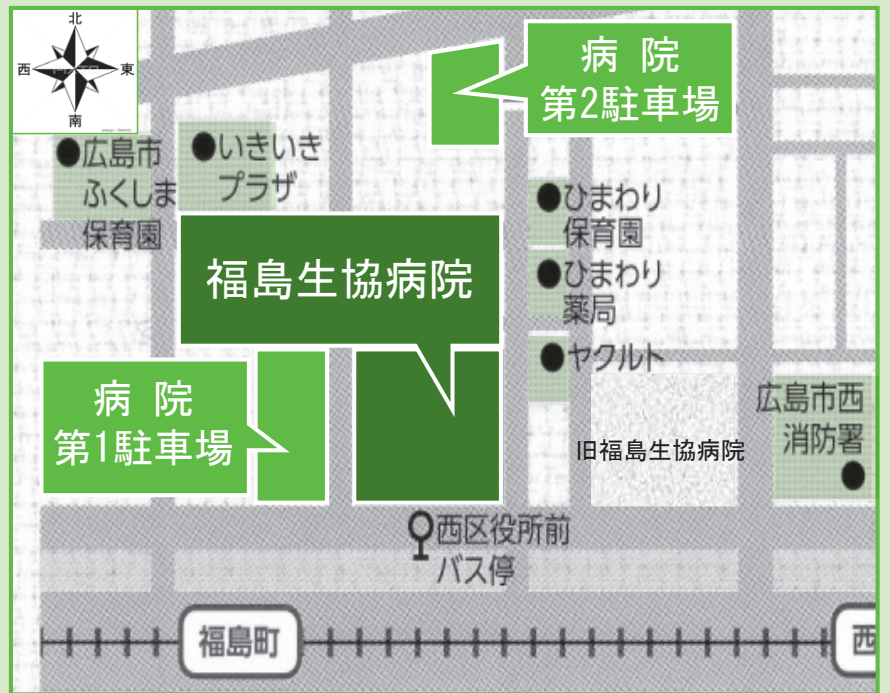 北
西
東
南
病 院
第2駐車場
広島市
ふくしま
保育園
いきいき
プラザ
ひまわり
保育園
福島生協病院
ひまわり
薬局
ヤクルト
病 院
第1駐車場
広島市西
消防署
旧福島生協病院
西区役所前
バス停
福島町
西